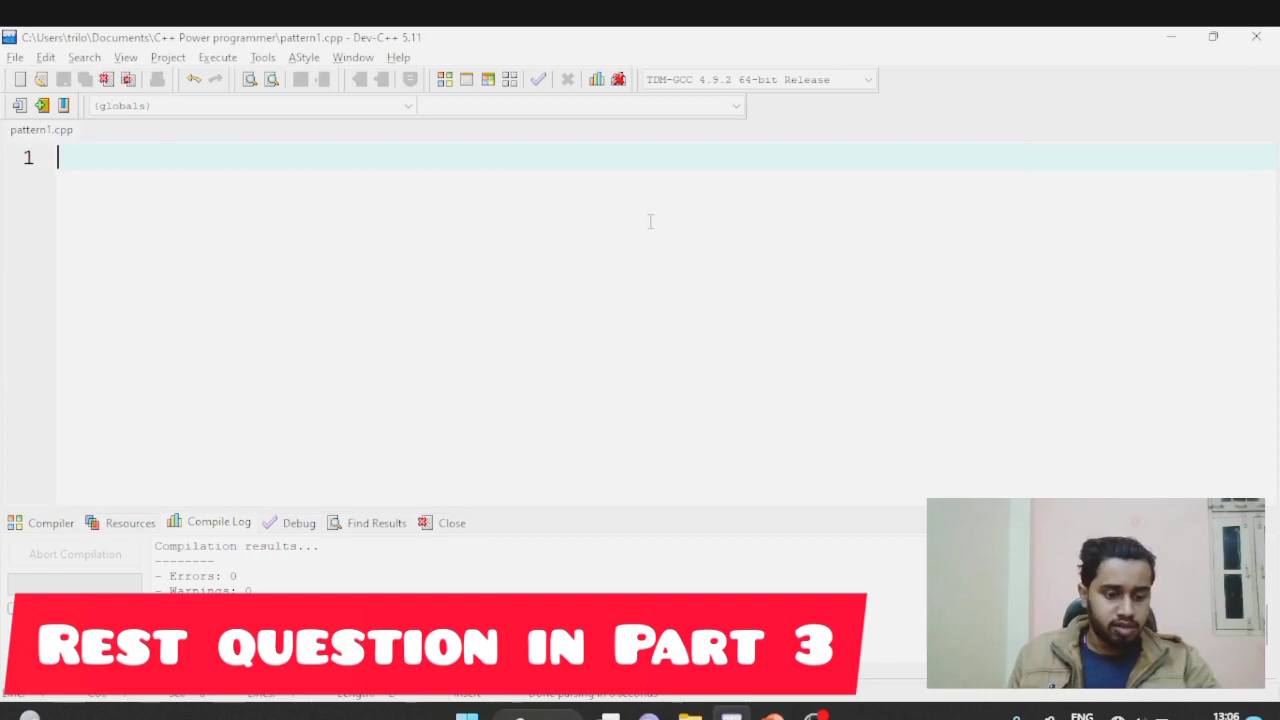 C:\Users\trilo\Documents\C++ Power programmer\pattern1.cpp - Dev-C++ 5.11
File Edit Search View Project Execute Tools AStyle Window Help
TDM-GCC 4.9.2 64-bit Release
(globals)
pattern1.cpp
1
Compiler Resources Compile Log Debug Find Results Close
Abort Compilation
Compilation results...
--------
- Errors: 0
- Warnings: 0
Rest question in Part 3
ENG 13:06